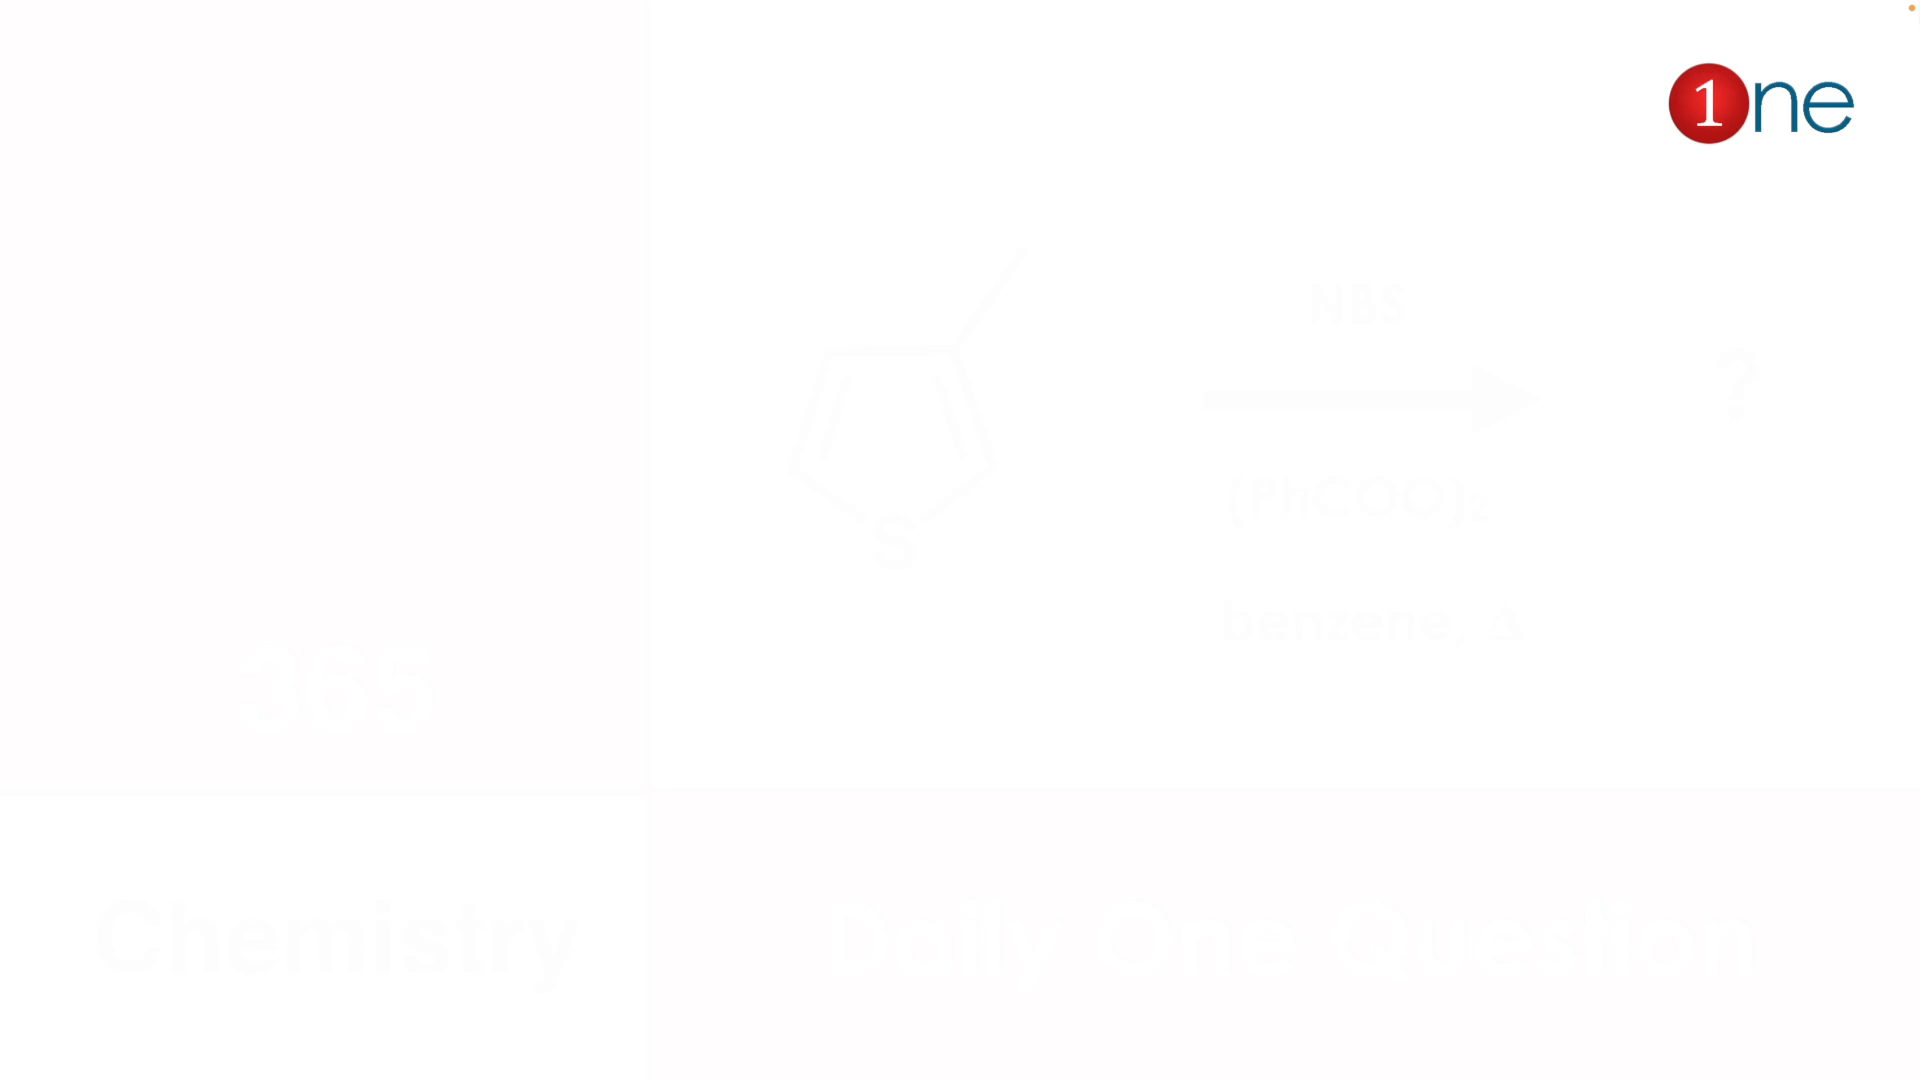 1ne
NBS
?
(PhCOO)₂
S
benzene, Δ
365
Chemistry
Daily One Question